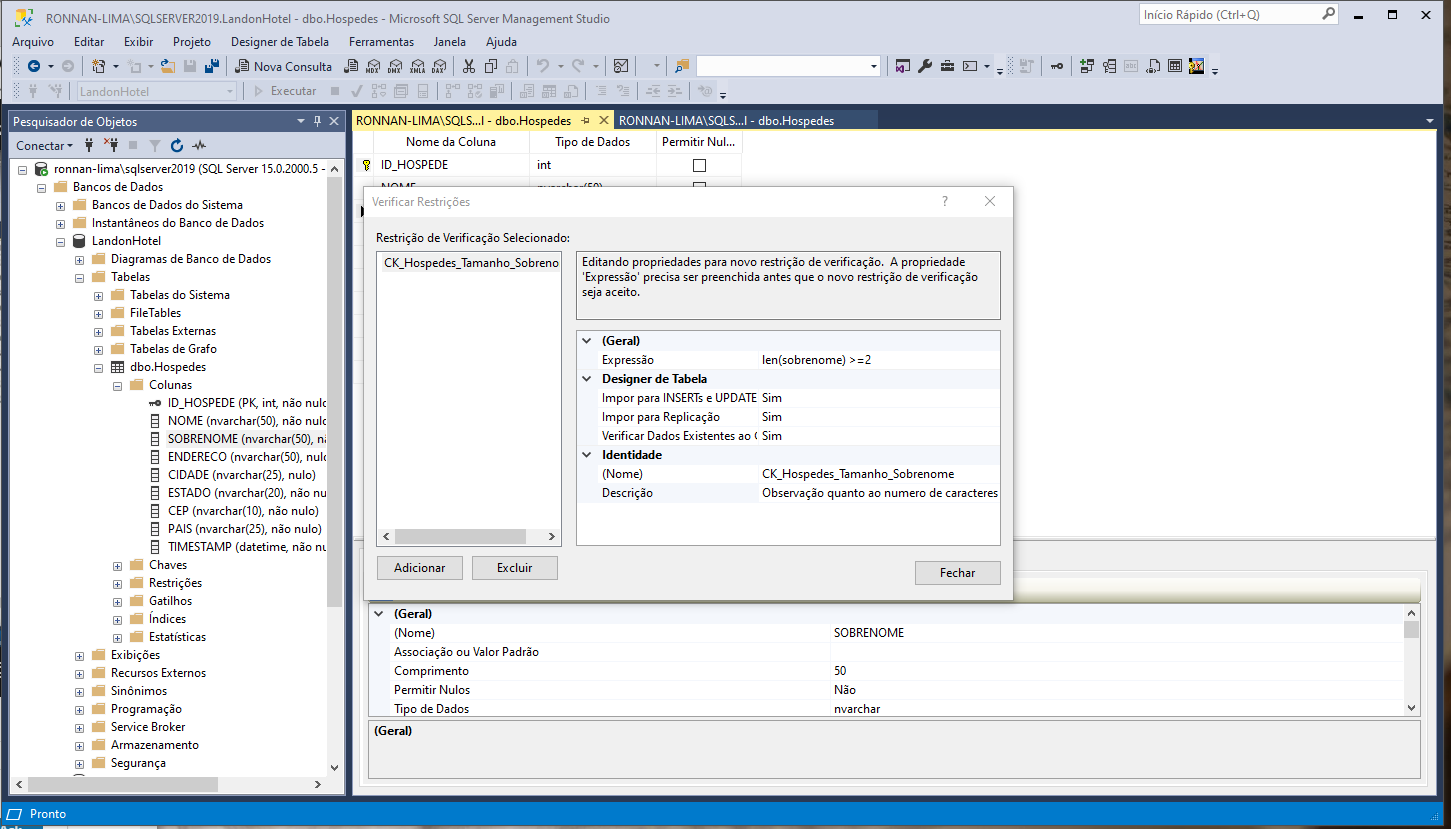 RONNAN-LIMA\SQLSERVER2019.LandonHotel - dbo.Hospedes - Microsoft SQL Server Management Studio
Início Rápido (Ctrl+Q)
Arquivo Editar Exibir Projeto Designer de Tabela Ferramentas Janela Ajuda
Nova Consulta MDX DMX XMLA DAX
LandonHotel Executar
Pesquisador de Objetos
Conectar
ronnan-lima\sqlserver2019 (SQL Server 15.0.2000.5 -
Bancos de Dados
Bancos de Dados do Sistema
Instantâneos do Banco de Dados
LandonHotel
Diagramas de Banco de Dados
Tabelas
Tabelas do Sistema
FileTables
Tabelas Externas
Tabelas de Grafo
dbo.Hospedes
Colunas
ID_HOSPEDE (PK, int, não nulo
NOME (nvarchar(50), não nulo
SOBRENOME (nvarchar(50), nã
ENDERECO (nvarchar(50), nulo
CIDADE (nvarchar(25), nulo)
ESTADO (nvarchar(20), não nu
CEP (nvarchar(10), não nulo)
PAIS (nvarchar(25), não nulo)
TIMESTAMP (datetime, não nu
Chaves
Restrições
Gatilhos
Índices
Estatísticas
Exibições
Recursos Externos
Sinônimos
Programação
Service Broker
Armazenamento
Segurança
RONNAN-LIMA\SQLS...l - dbo.Hospedes RONNAN-LIMA\SQLS...l - dbo.Hospedes
Nome da Coluna Tipo de Dados Permitir Nul...
ID_HOSPEDE int
NOME nvarchar(50)
Verificar Restrições ?
Restrição de Verificação Selecionado:
CK_Hospedes_Tamanho_Sobreno
Editando propriedades para novo restrição de verificação. A propriedade
'Expressão' precisa ser preenchida antes que o novo restrição de verificação
seja aceito.
(Geral)
Expressão len(sobrenome) >=2
Designer de Tabela
Impor para INSERTs e UPDATE Sim
Impor para Replicação Sim
Verificar Dados Existentes ao C Sim
Identidade
(Nome) CK_Hospedes_Tamanho_Sobrenome
Descrição Observação quanto ao numero de caracteres
Adicionar Excluir
Fechar
(Geral)
(Nome) SOBRENOME
Associação ou Valor Padrão
Comprimento 50
Permitir Nulos Não
Tipo de Dados nvarchar
(Geral)
Pronto